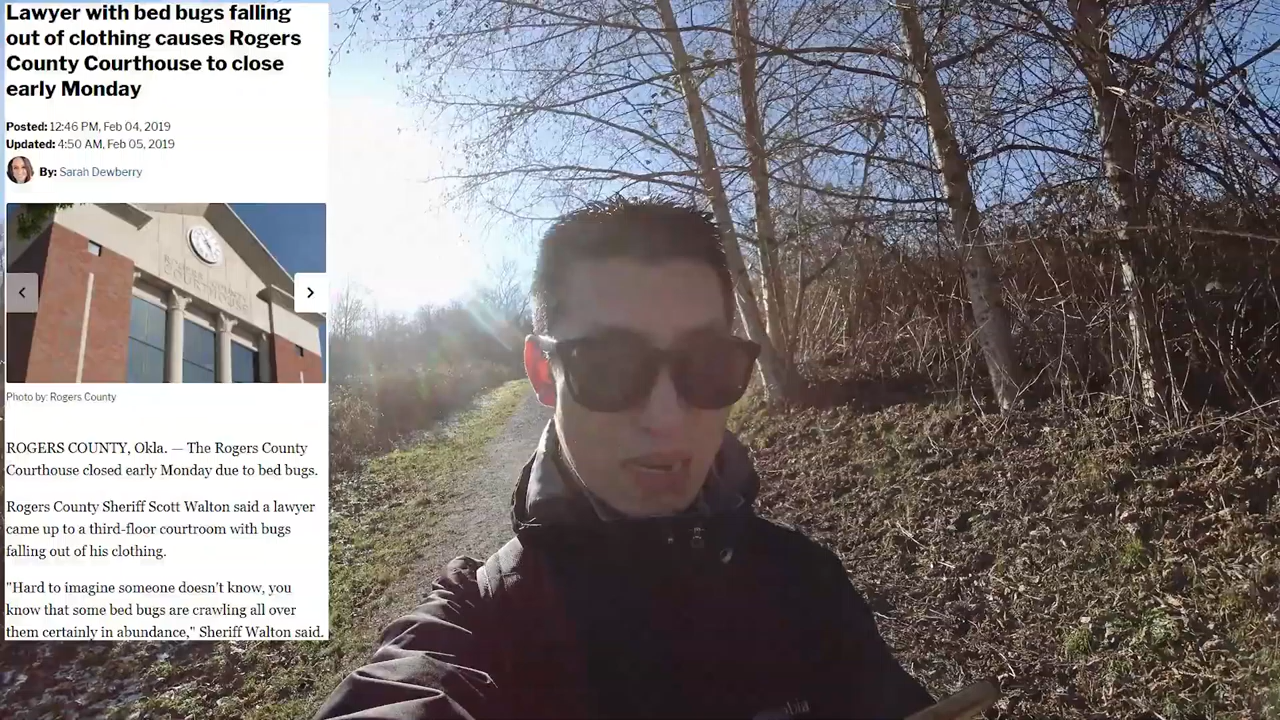 Lawyer with bed bugs falling
out of clothing causes Rogers
County Courthouse to close
early Monday
Posted: 12:46 PM, Feb 04, 2019
Updated: 4:50 AM, Feb 05, 2019
By: Sarah Dewberry
Photo by: Rogers County
ROGERS COUNTY, Okla. — The Rogers County
Courthouse closed early Monday due to bed bugs.
Rogers County Sheriff Scott Walton said a lawyer
came up to a third-floor courtroom with bugs
falling out of his clothing.
"Hard to imagine someone doesn't know, you
know that some bed bugs are crawling all over
them certainly in abundance," Sheriff Walton said.